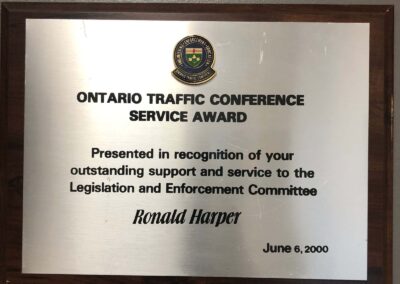 ONTARIO TRAFFIC CONFERENCE
SERVICE AWARD
Presented in recognition of your
outstanding support and service to the
Legislation and Enforcement Committee
Ronald Harper
June 6, 2000